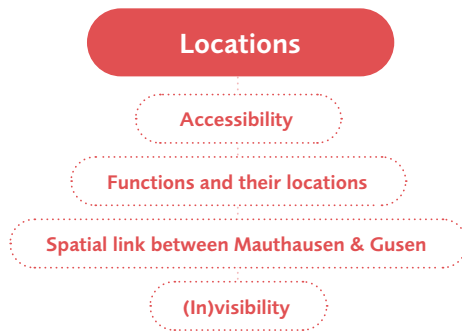 Locations
Accessibility
Functions and their locations
Spatial link between Mauthausen & Gusen
(In)visibility